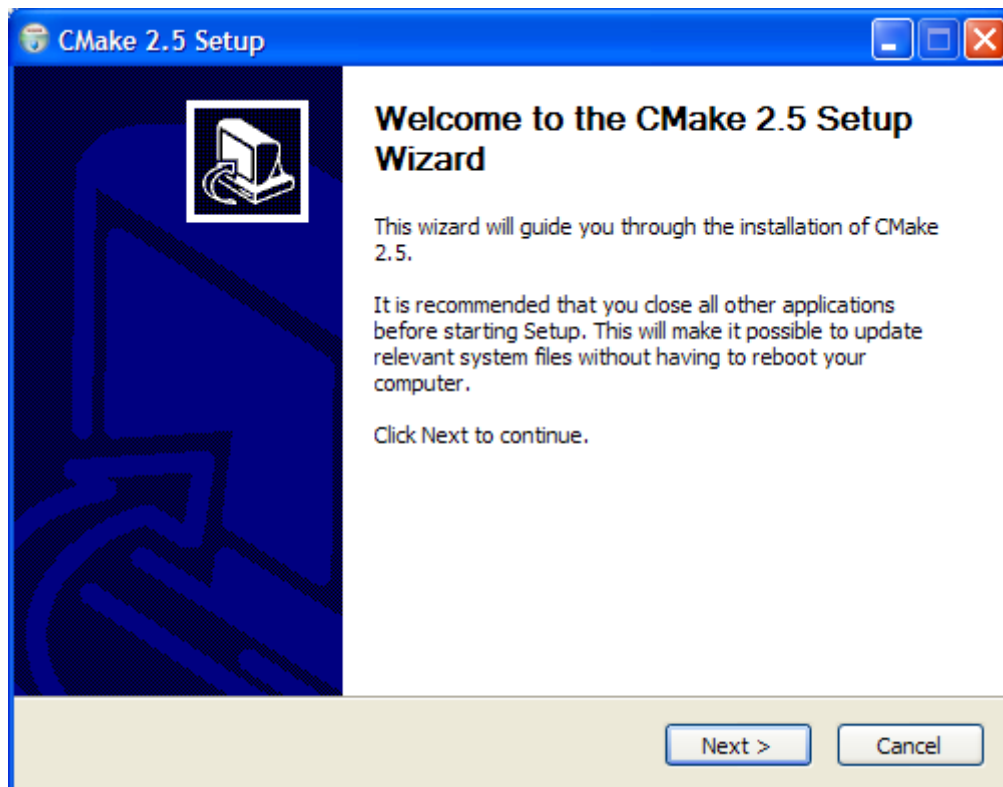 CMake 2.5 Setup
Welcome to the CMake 2.5 Setup
Wizard
This wizard will guide you through the installation of CMake
2.5.
It is recommended that you close all other applications
before starting Setup. This will make it possible to update
relevant system files without having to reboot your
computer.
Click Next to continue.
Next >
Cancel